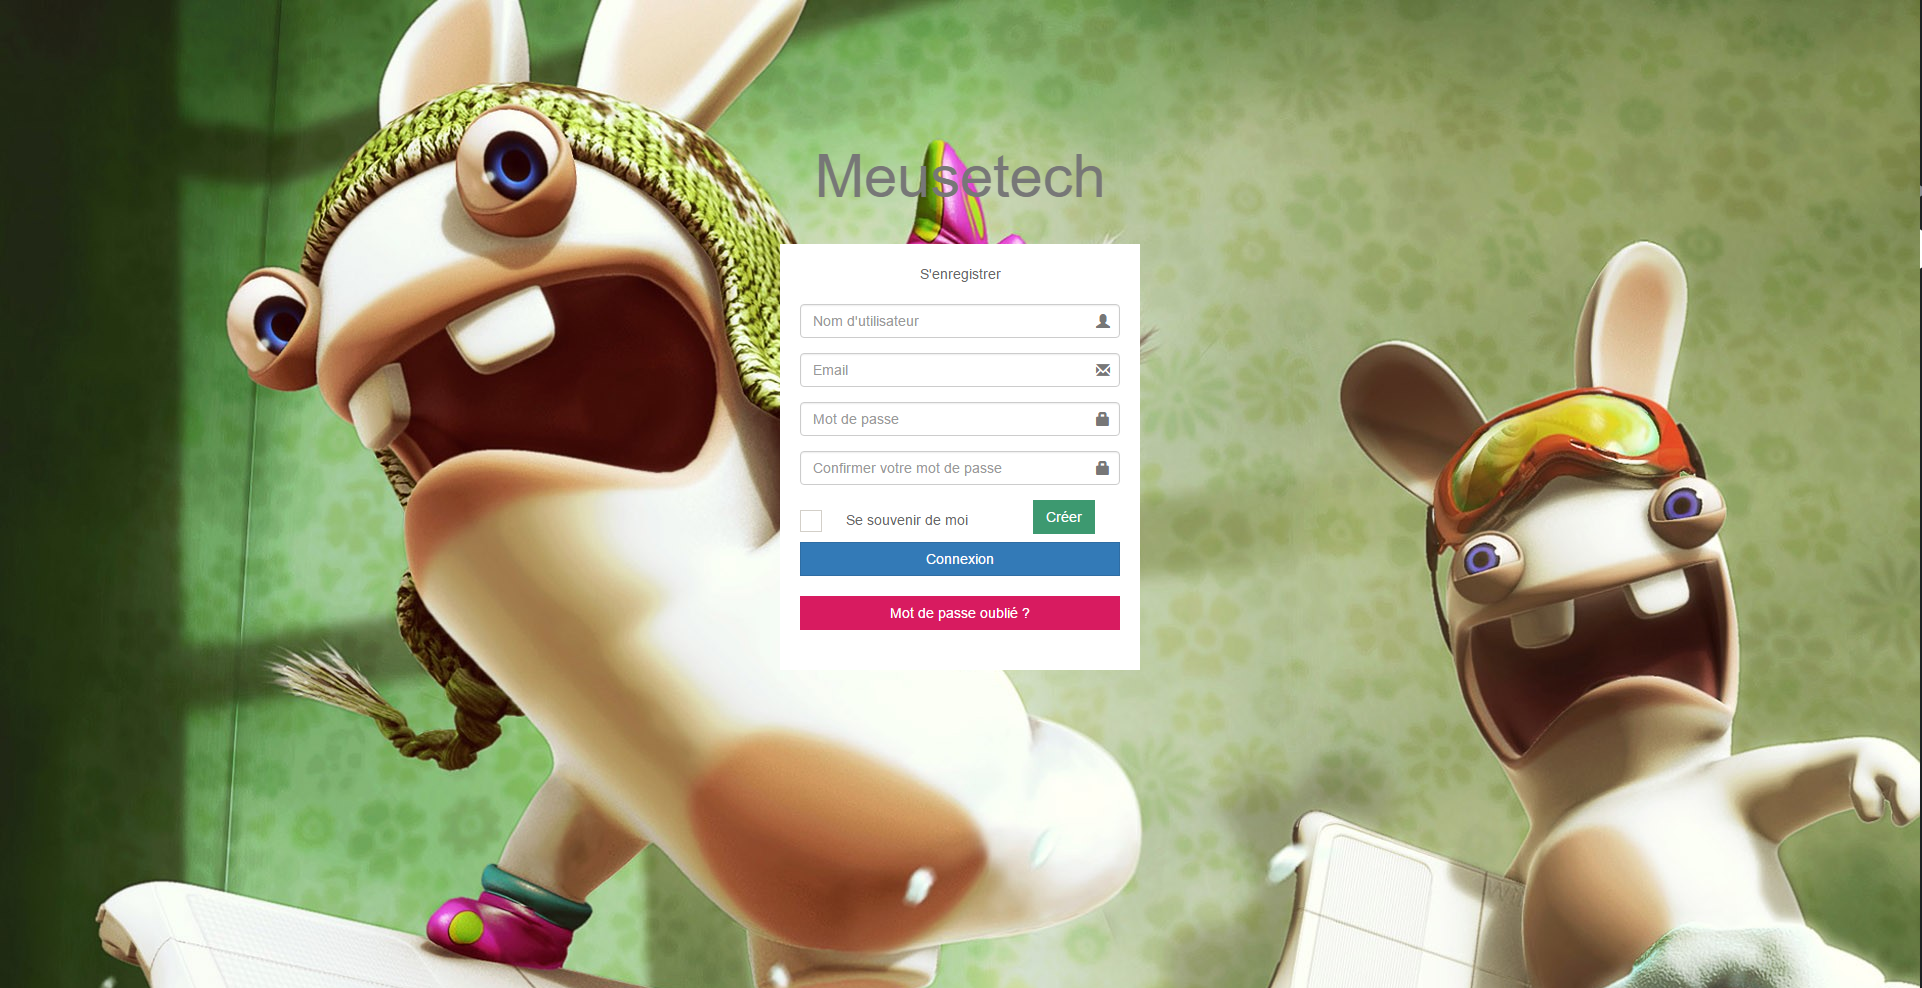 Meusetech
S'enregistrer
Nom d'utilisateur
Email
Mot de passe
Confirmer votre mot de passe
Se souvenir de moi
Créer
Connexion
Mot de passe oublié ?